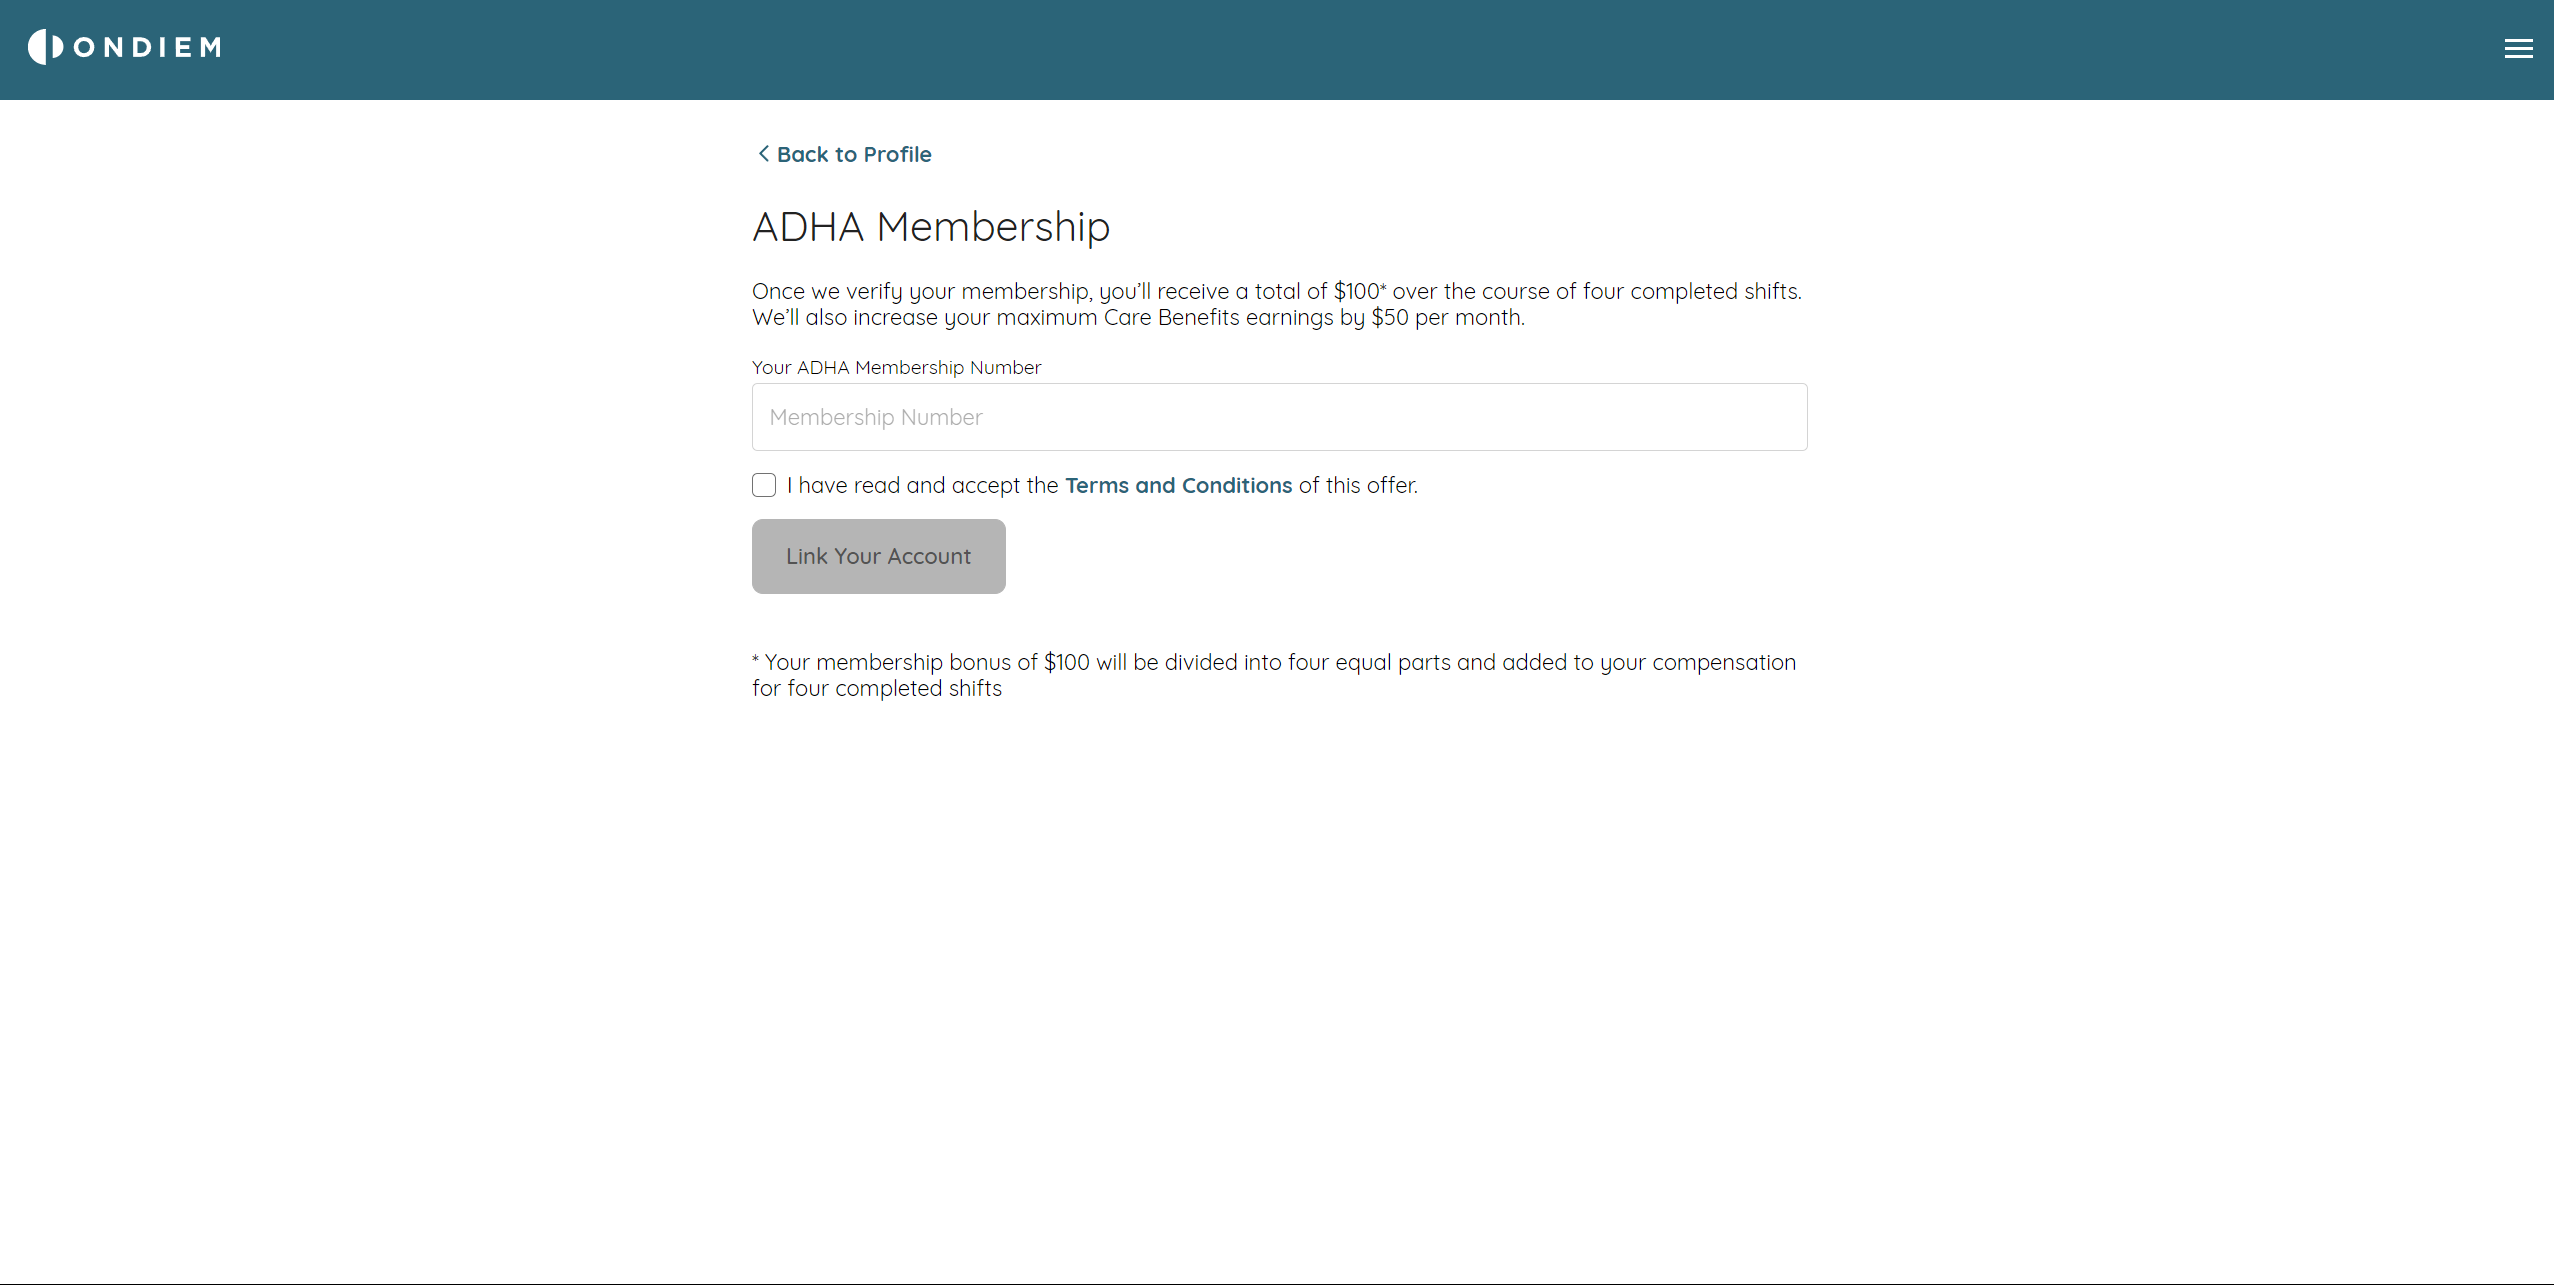 ONDIEM
Back to Profile
ADHA Membership
Once we verify your membership, you’ll receive a total of $100* over the course of four completed shifts.
We’ll also increase your maximum Care Benefits earnings by $50 per month.
Your ADHA Membership Number
Membership Number
I have read and accept the Terms and Conditions of this offer.
Link Your Account
* Your membership bonus of $100 will be divided into four equal parts and added to your compensation
for four completed shifts